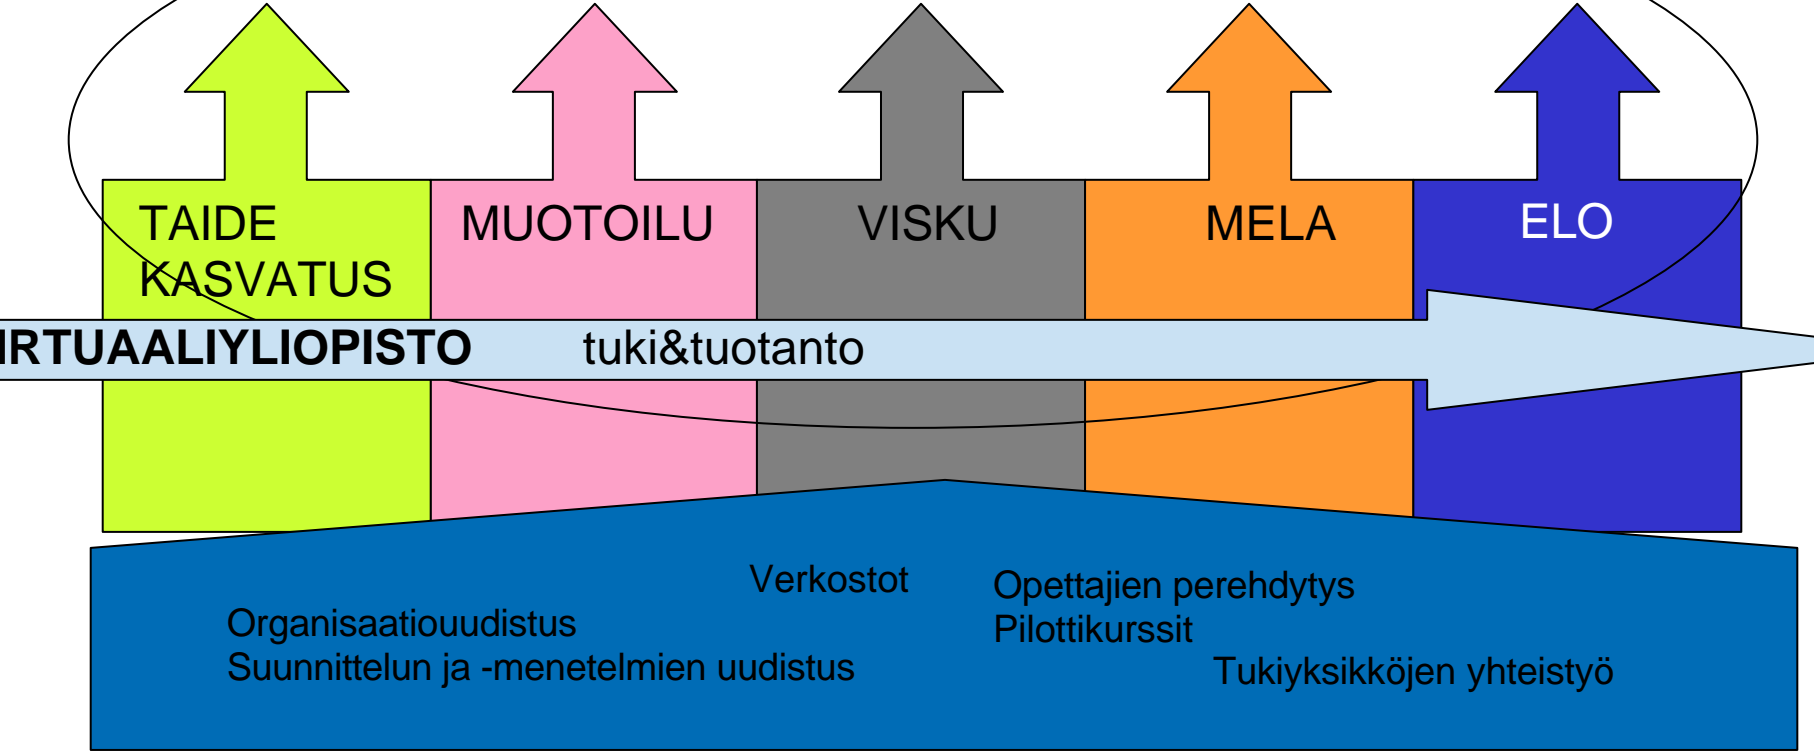 TAIDE
KASVATUS
MUOTOILU
VISKU
MELA
ELO
IRTUAALIYLIOPISTO tuki&tuotanto
Verkostot
Organisaatiouudistus
Suunnittelun ja -menetelmien uudistus
Opettajien perehdytys
Pilottikurssit
Tukiyksikköjen yhteistyö